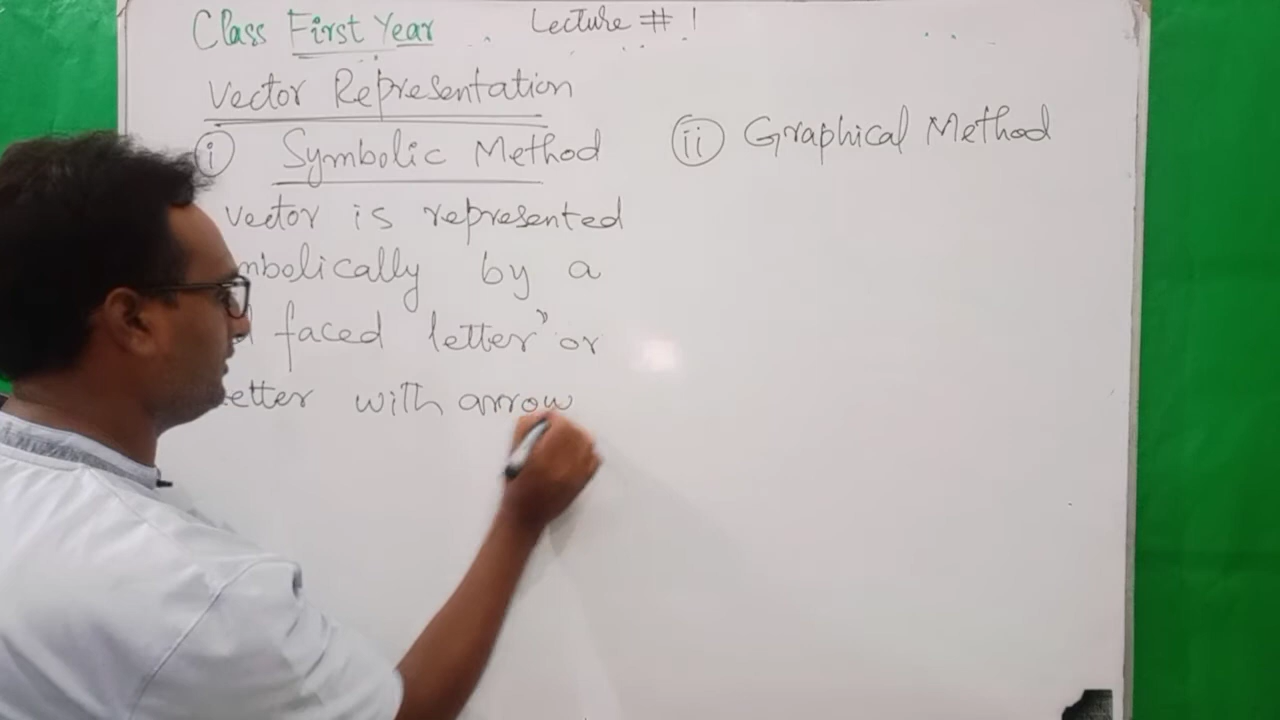 Class First Year Lecture # 1
Vector Representation
(i) Symbolic Method
vector is represented
mbolically by a
faced letter" or
etter with arrow
(ii) Graphical Method